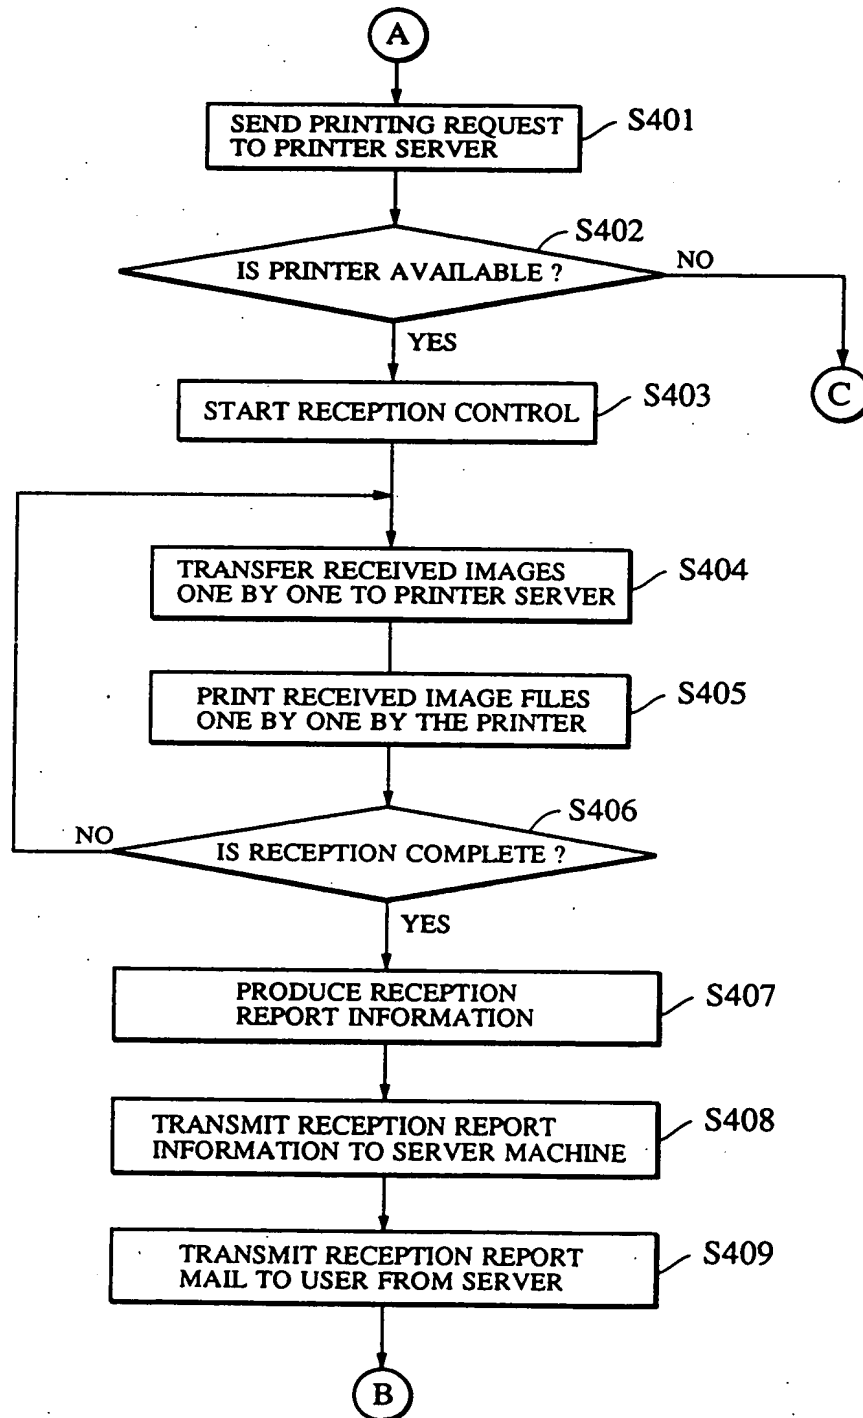 A
SEND PRINTING REQUEST
TO PRINTER SERVER
S401
S402
IS PRINTER AVAILABLE ?
NO
YES
C
START RECEPTION CONTROL
S403
TRANSFER RECEIVED IMAGES
ONE BY ONE TO PRINTER SERVER
S404
PRINT RECEIVED IMAGE FILES
ONE BY ONE BY THE PRINTER
S405
S406
NO
IS RECEPTION COMPLETE ?
YES
PRODUCE RECEPTION
REPORT INFORMATION
S407
TRANSMIT RECEPTION REPORT
INFORMATION TO SERVER MACHINE
S408
TRANSMIT RECEPTION REPORT
MAIL TO USER FROM SERVER
S409
B